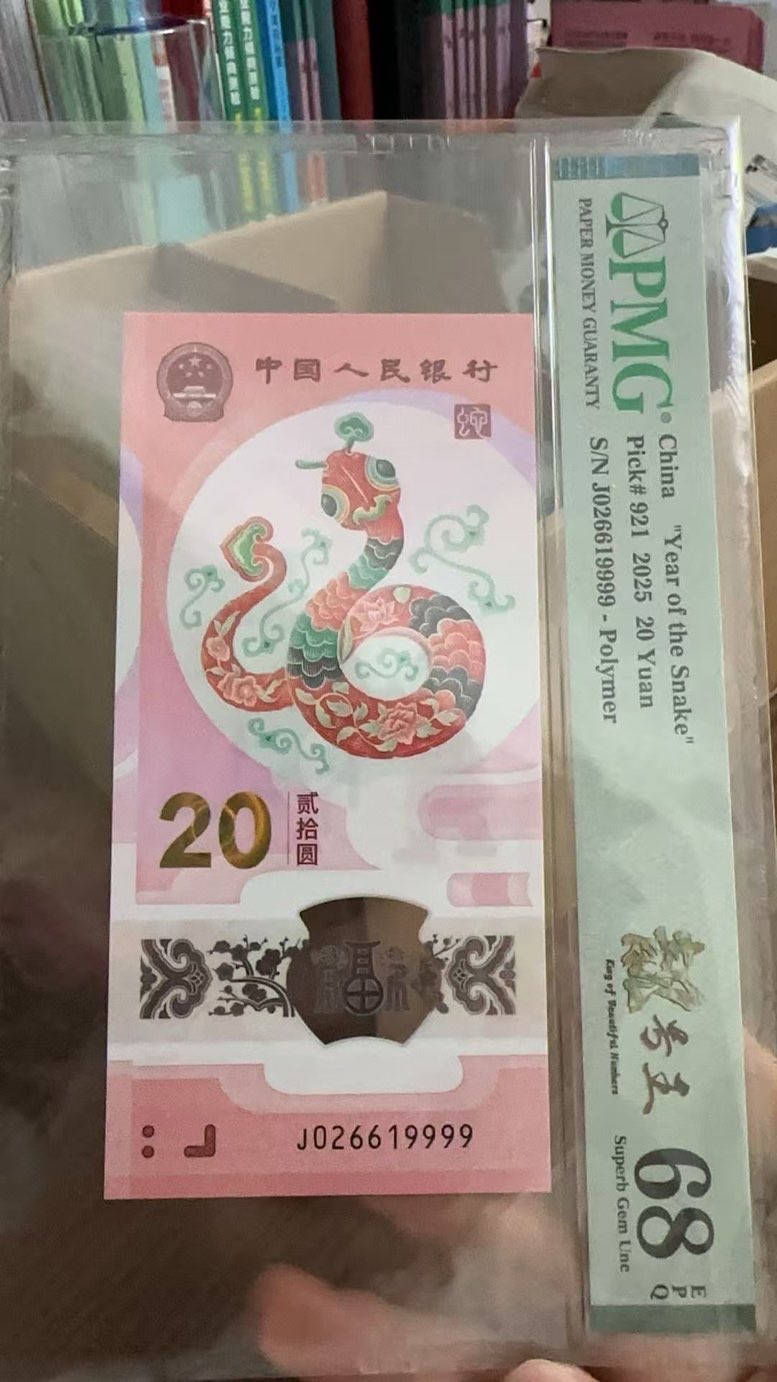 中国人民银行
20
贰拾圆
J026619999
PMG
PAPER MONEY GUARANTY
China "Year of the Snake"
Pick# 921 2025 20 Yuan
S/N J026619999 - Polymer
King of Beautiful Numbers
68
EPQ
Superb Gem Unc